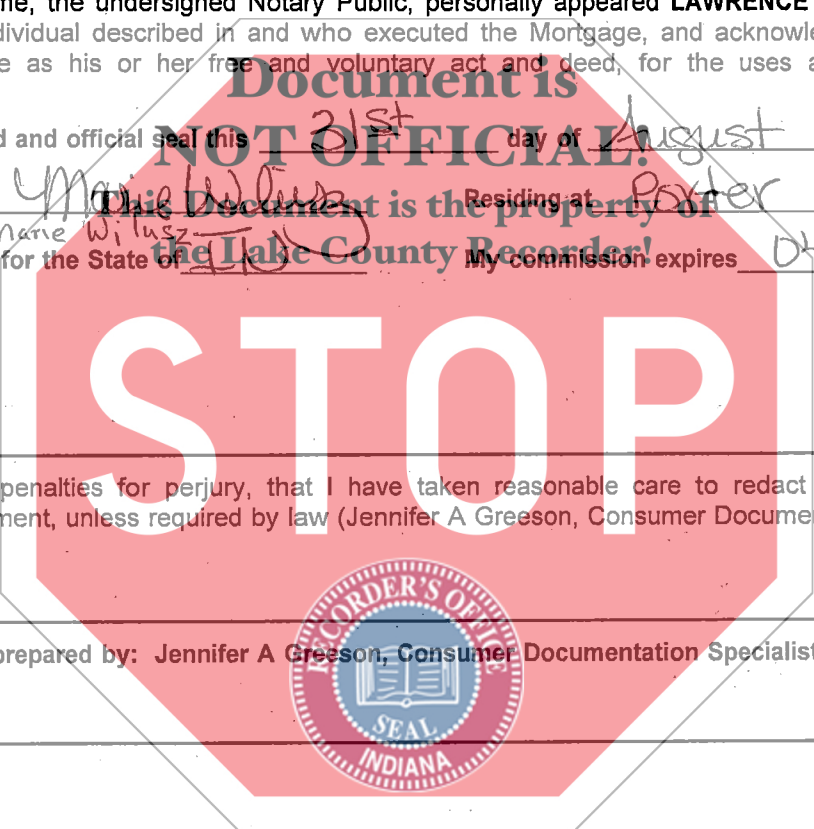 me, the undersigned Notary Public, personally appeared LAWRENCE
dividual described in and who executed the Mortgage, and acknowle
e as his or her free and voluntary act and deed, for the uses a
Document is
d and official seal this 31st day of August
NOT OFFICIAL!
Marie Wilusz Residing at Porter
This Document is the property of
Marie Wilusz
the Lake County Recorder!
for the State of IN My commission expires 04
STOP
penalties for perjury, that I have taken reasonable care to redact
ment, unless required by law (Jennifer A Greeson, Consumer Docume
RECORDER'S OFFICE
prepared by: Jennifer A Greeson, Consumer Documentation Specialist
SEAL
INDIANA